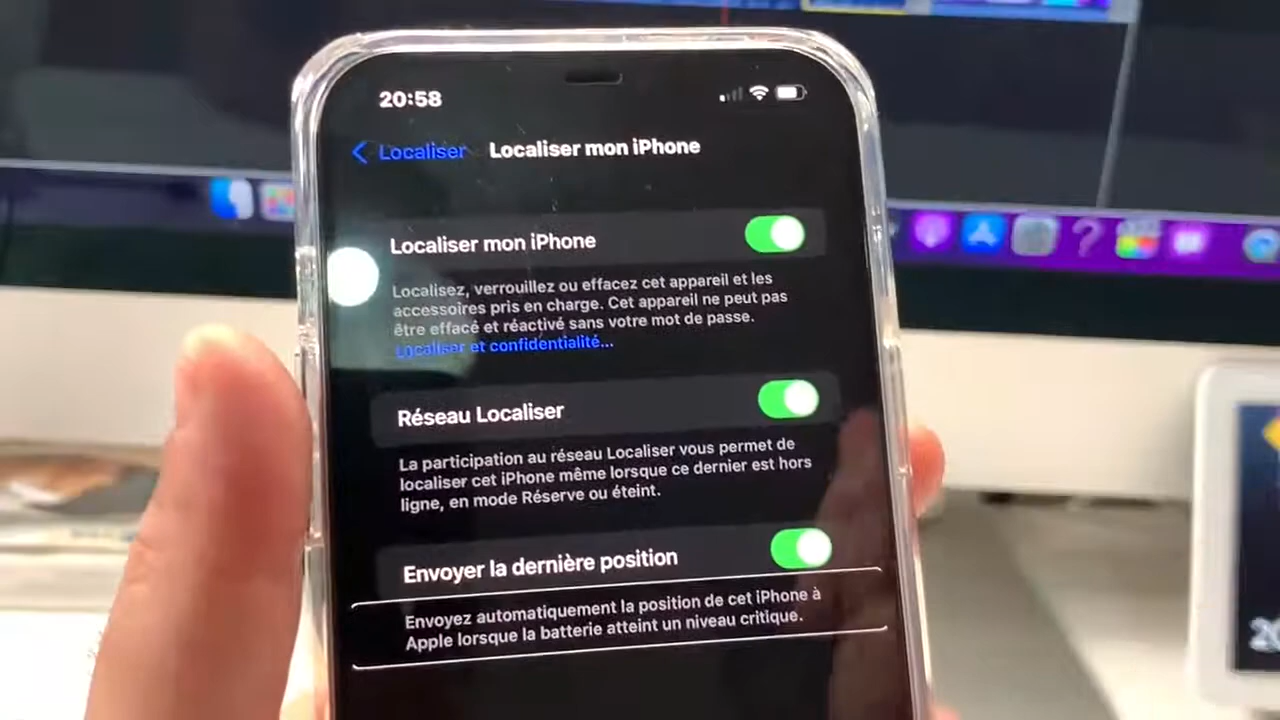 20:58
Localiser
Localiser mon iPhone
Localiser mon iPhone
Localisez, verrouillez ou effacez cet appareil et les
accessoires pris en charge. Cet appareil ne peut pas
être effacé et réactivé sans votre mot de passe.
Localiser et confidentialité...
Réseau Localiser
La participation au réseau Localiser vous permet de
localiser cet iPhone même lorsque ce dernier est hors
ligne, en mode Réserve ou éteint.
Envoyer la dernière position
Envoyez automatiquement la position de cet iPhone à
Apple lorsque la batterie atteint un niveau critique.